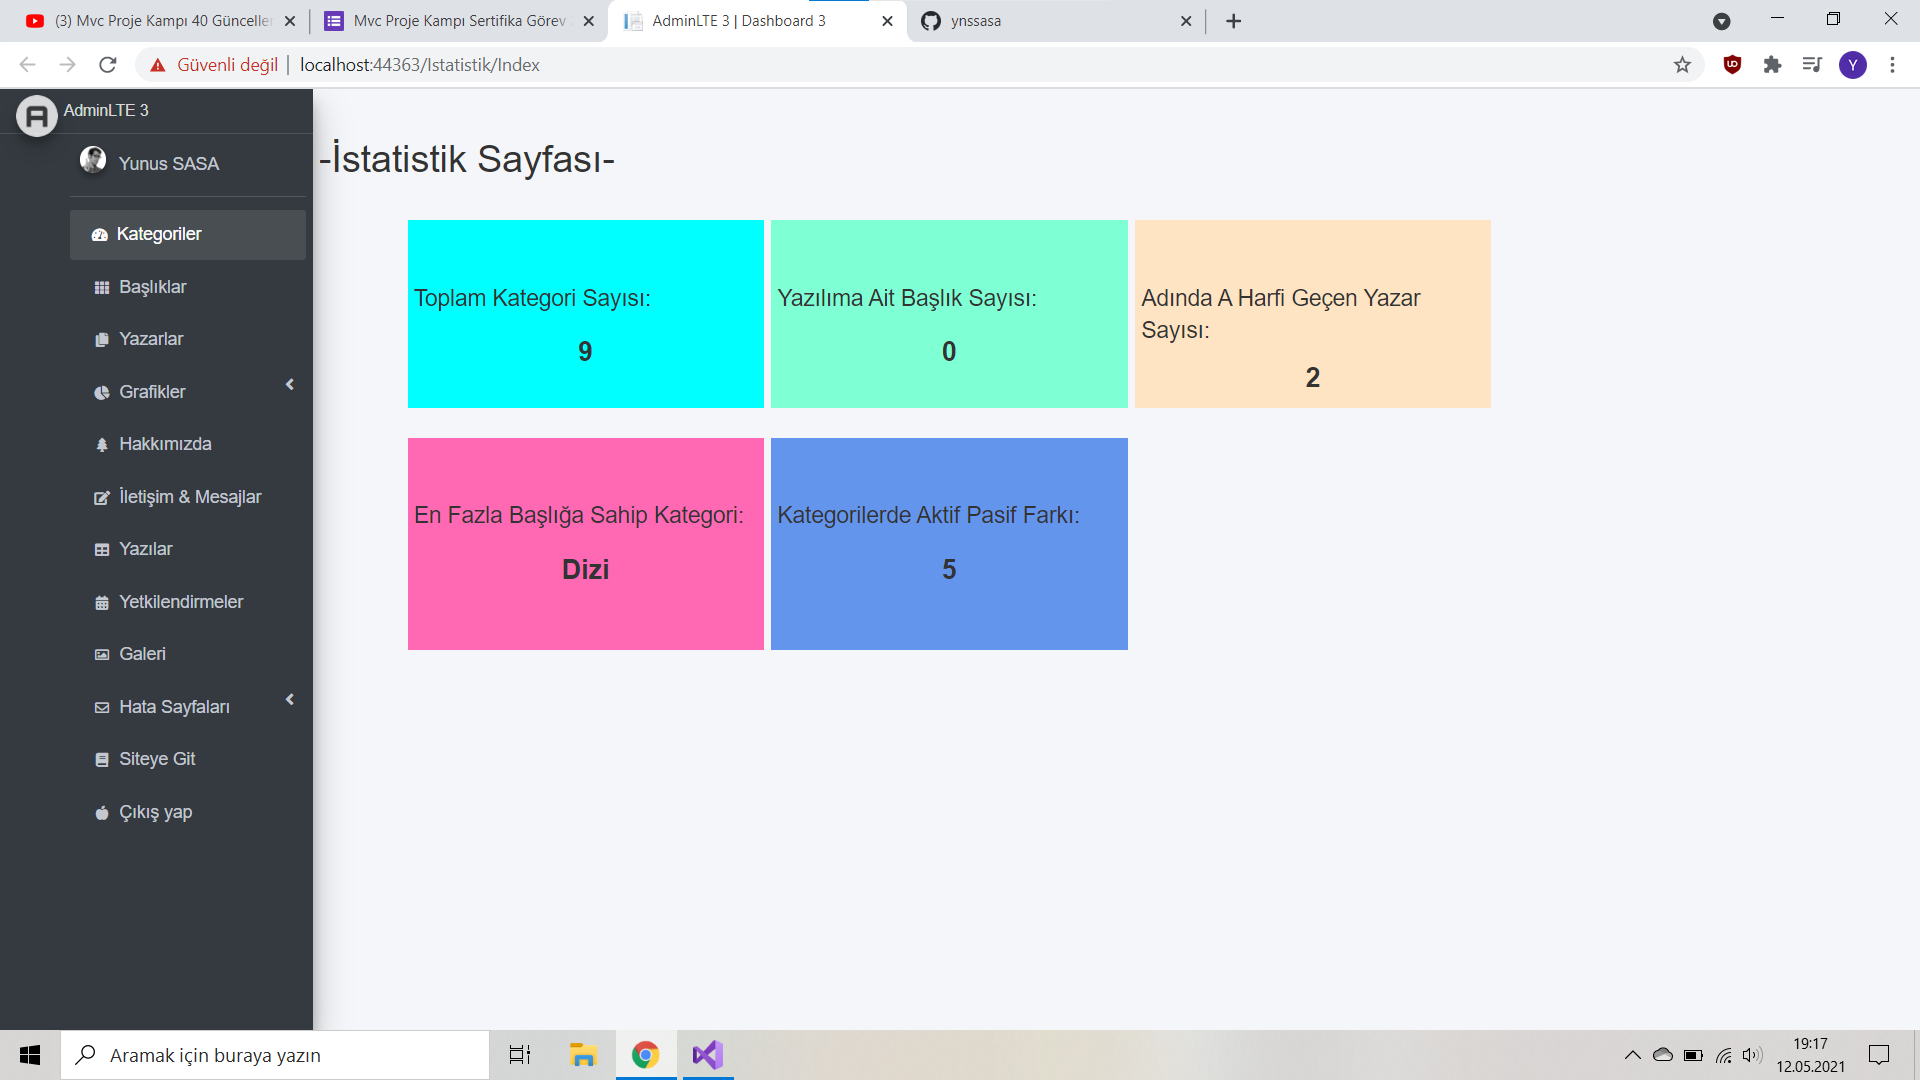 (3) Mvc Proje Kampı 40 Güncellem
Mvc Proje Kampı Sertifika Görev
AdminLTE 3 | Dashboard 3
ynssasa
Güvenli değil
localhost:44363/Istatistik/Index
Y
AdminLTE 3
Yunus SASA
Kategoriler
Başlıklar
Yazarlar
Grafikler
Hakkımızda
İletişim & Mesajlar
Yazılar
Yetkilendirmeler
Galeri
Hata Sayfaları
Siteye Git
Çıkış yap
-İstatistik Sayfası-
Toplam Kategori Sayısı:
9
Yazılıma Ait Başlık Sayısı:
0
Adında A Harfi Geçen Yazar
Sayısı:
2
En Fazla Başlığa Sahip Kategori:
Dizi
Kategorilerde Aktif Pasif Farkı:
5
Aramak için buraya yazın
19:17
12.05.2021